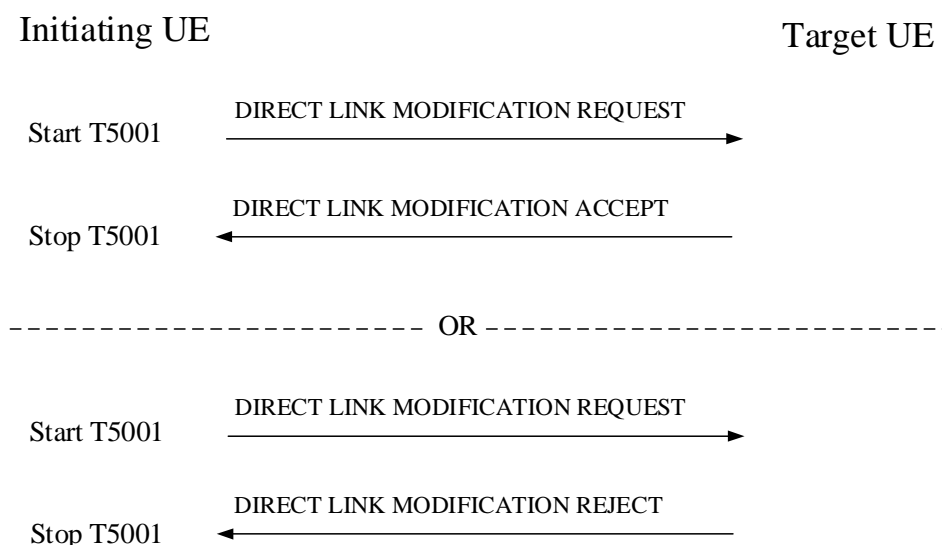 Initiating UE
Target UE
DIRECT LINK MODIFICATION REQUEST
Start T5001
DIRECT LINK MODIFICATION ACCEPT
Stop T5001
OR
DIRECT LINK MODIFICATION REQUEST
Start T5001
DIRECT LINK MODIFICATION REJECT
Stop T5001